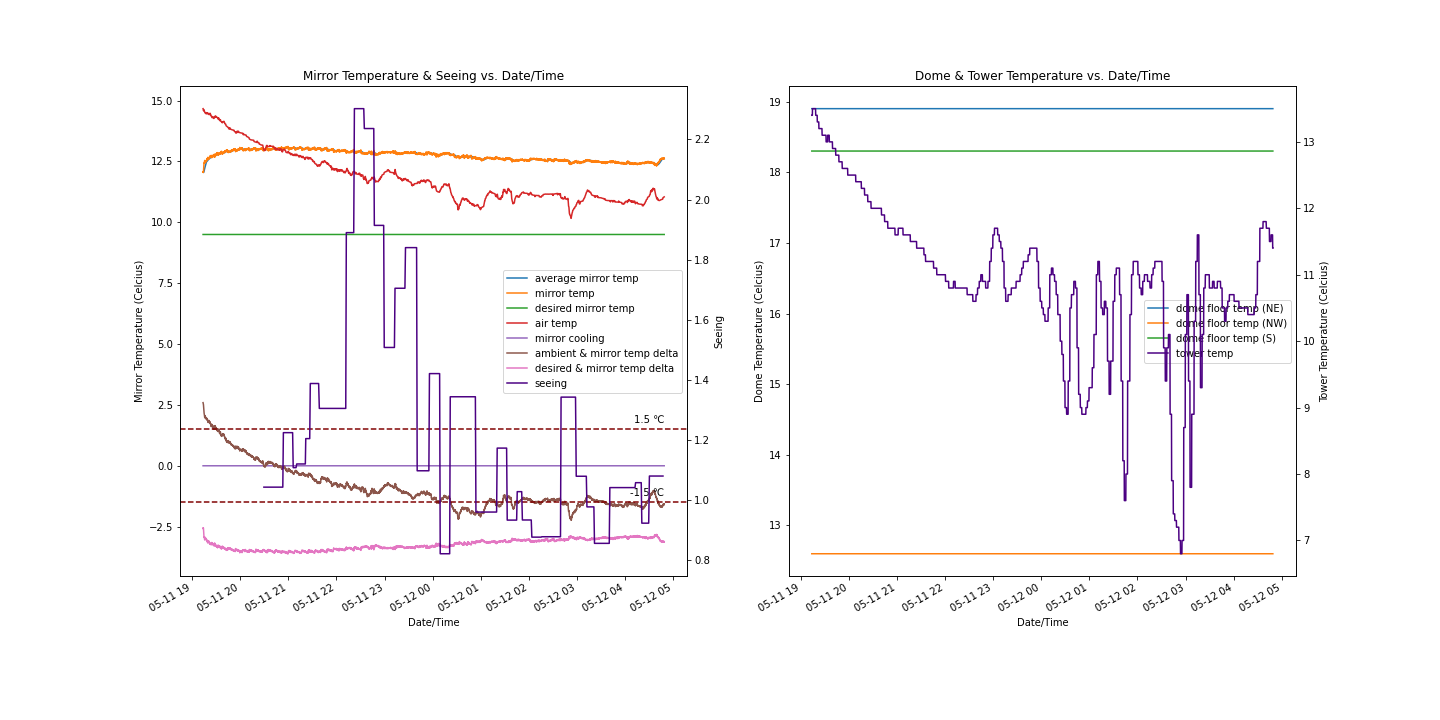 Mirror Temperature & Seeing vs. Date/Time
15.0
12.5
10.0
7.5
5.0
2.5
0.0
−2.5
Mirror Temperature (Celcius)
2.2
2.0
1.8
1.6
1.4
1.2
1.0
0.8
Seeing
average mirror temp
mirror temp
desired mirror temp
air temp
mirror cooling
ambient & mirror temp delta
desired & mirror temp delta
seeing
1.5 °C
-1.5 °C
05-11 19
05-11 20
05-11 21
05-11 22
05-11 23
05-12 00
05-12 01
05-12 02
05-12 03
05-12 04
05-12 05
Date/Time
Dome & Tower Temperature vs. Date/Time
19
18
17
16
15
14
13
Dome Temperature (Celcius)
13
12
11
10
9
8
7
Tower Temperature (Celcius)
dome floor temp (NE)
dome floor temp (NW)
dome floor temp (S)
tower temp
05-11 19
05-11 20
05-11 21
05-11 22
05-11 23
05-12 00
05-12 01
05-12 02
05-12 03
05-12 04
05-12 05
Date/Time